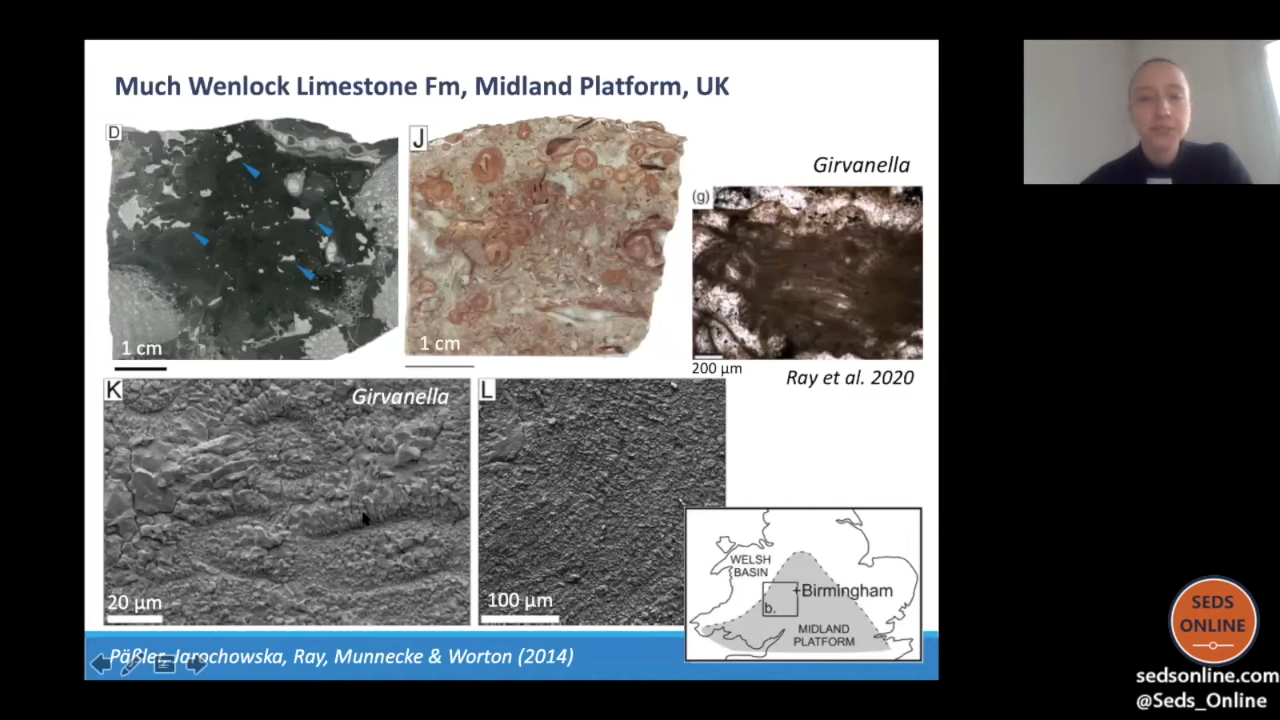 Much Wenlock Limestone Fm, Midland Platform, UK
D
J
1 cm
1 cm
Girvanella
(g)
200 µm
Ray et al. 2020
K
Girvanella
20 µm
L
100 µm
WELSH
BASIN
+Birmingham
b.
MIDLAND
PLATFORM
Päßler, Jarochowska, Ray, Munnecke & Worton (2014)
SEDS
ONLINE
sedsonline.com
@Seds_Online